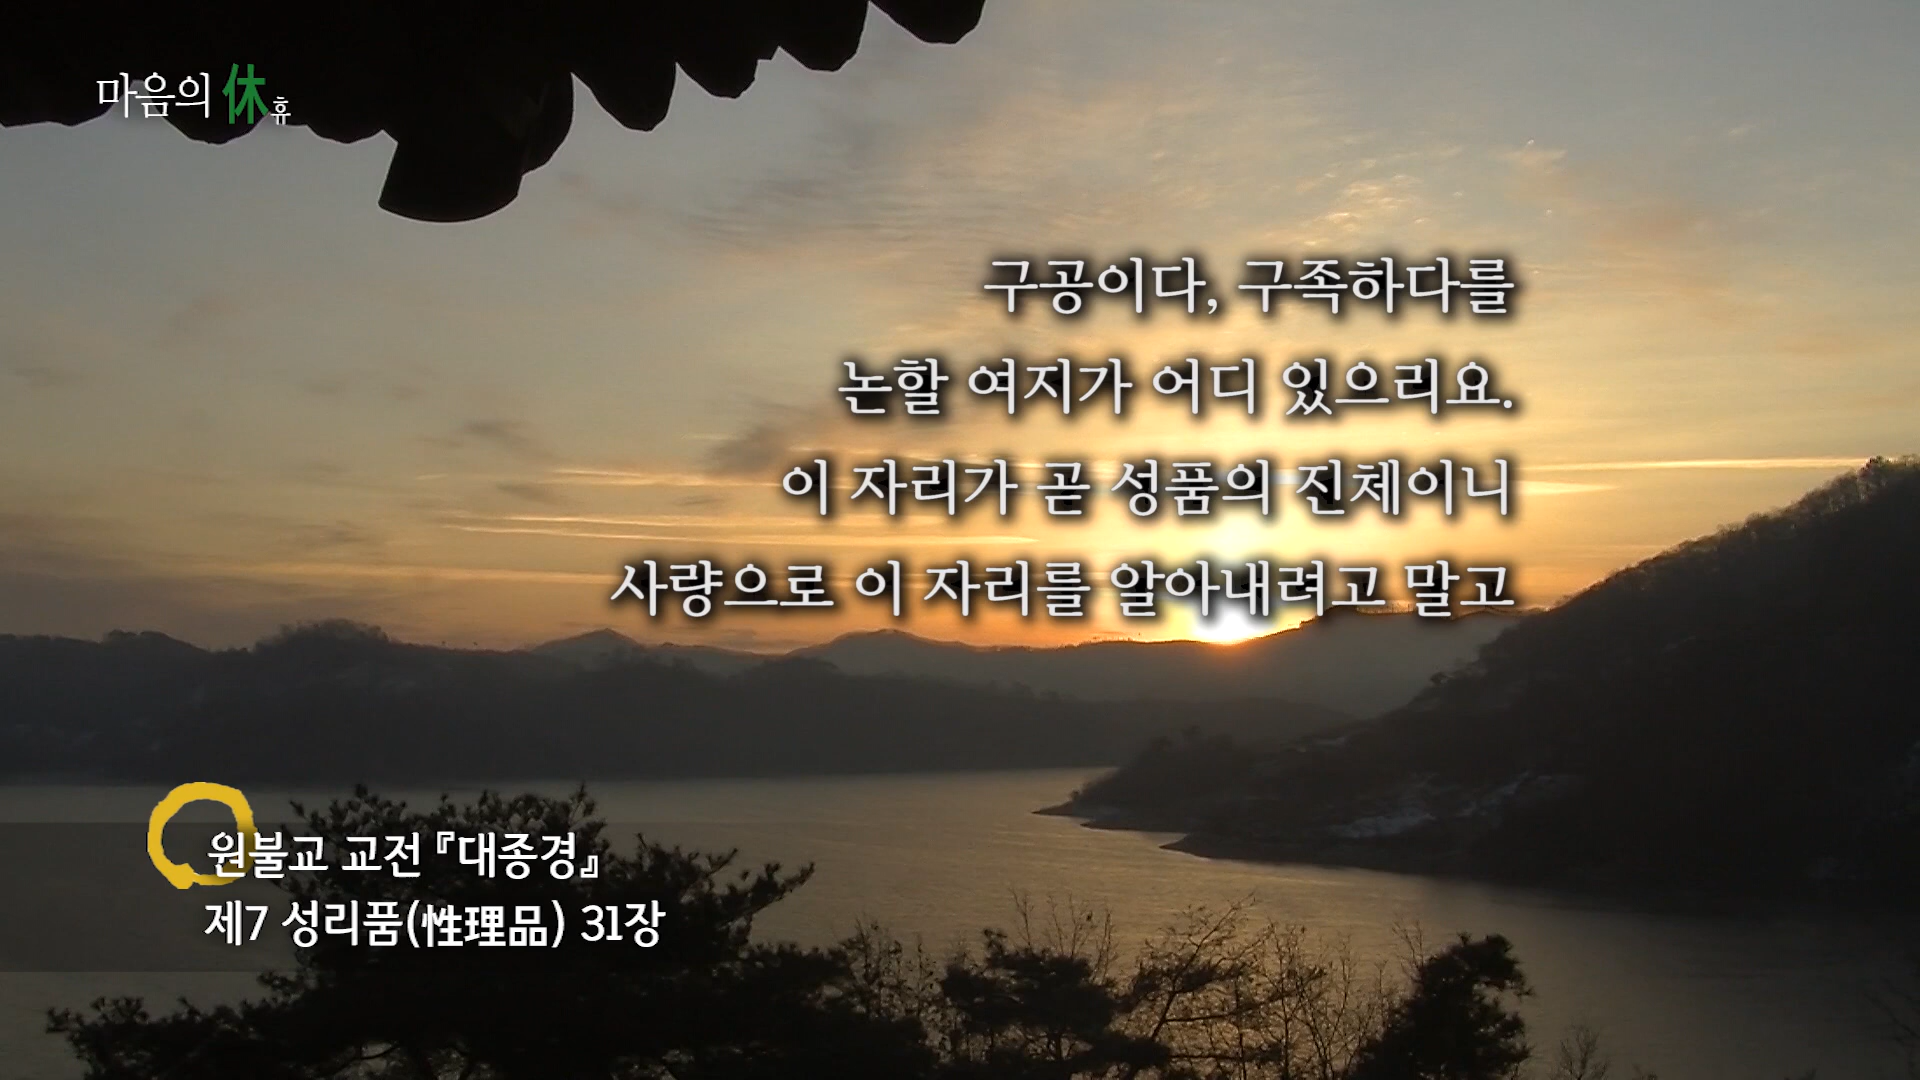 마음의 休휴
구공이다, 구족하다를
논할 여지가 어디 있으리요.
이 자리가 곧 성품의 진체이니
사량으로 이 자리를 알아내려고 말고
원불교 교전 『대종경』
제7 성리품(性理品) 31장